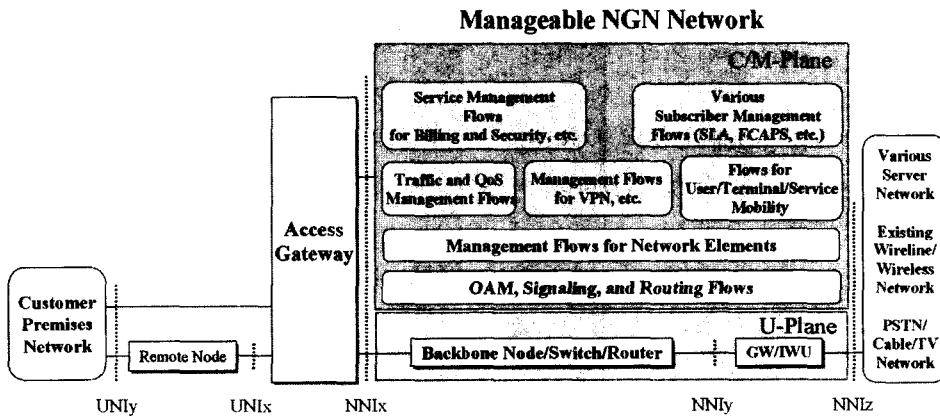 Manageable NGN Network
C/M-Plane
Service Management
Flows
for Billing and Security, etc.
Various
Subscriber Management
Flows (SLA, FCAPS, etc.)
Traffic and QoS
Management Flows
Management Flows
for VPN, etc.
Flows for
User/Terminal/Service
Mobility
Management Flows for Network Elements
OAM, Signaling, and Routing Flows
U-Plane
Backbone Node/Switch/Router
GW/IWU
Access
Gateway
Customer
Premises
Network
Remote Node
Various
Server
Network
Existing
Wireline/
Wireless
Network
PSTN/
Cable/TV
Network
UNIy
UNIx
NNIx
NNIy
NNIz